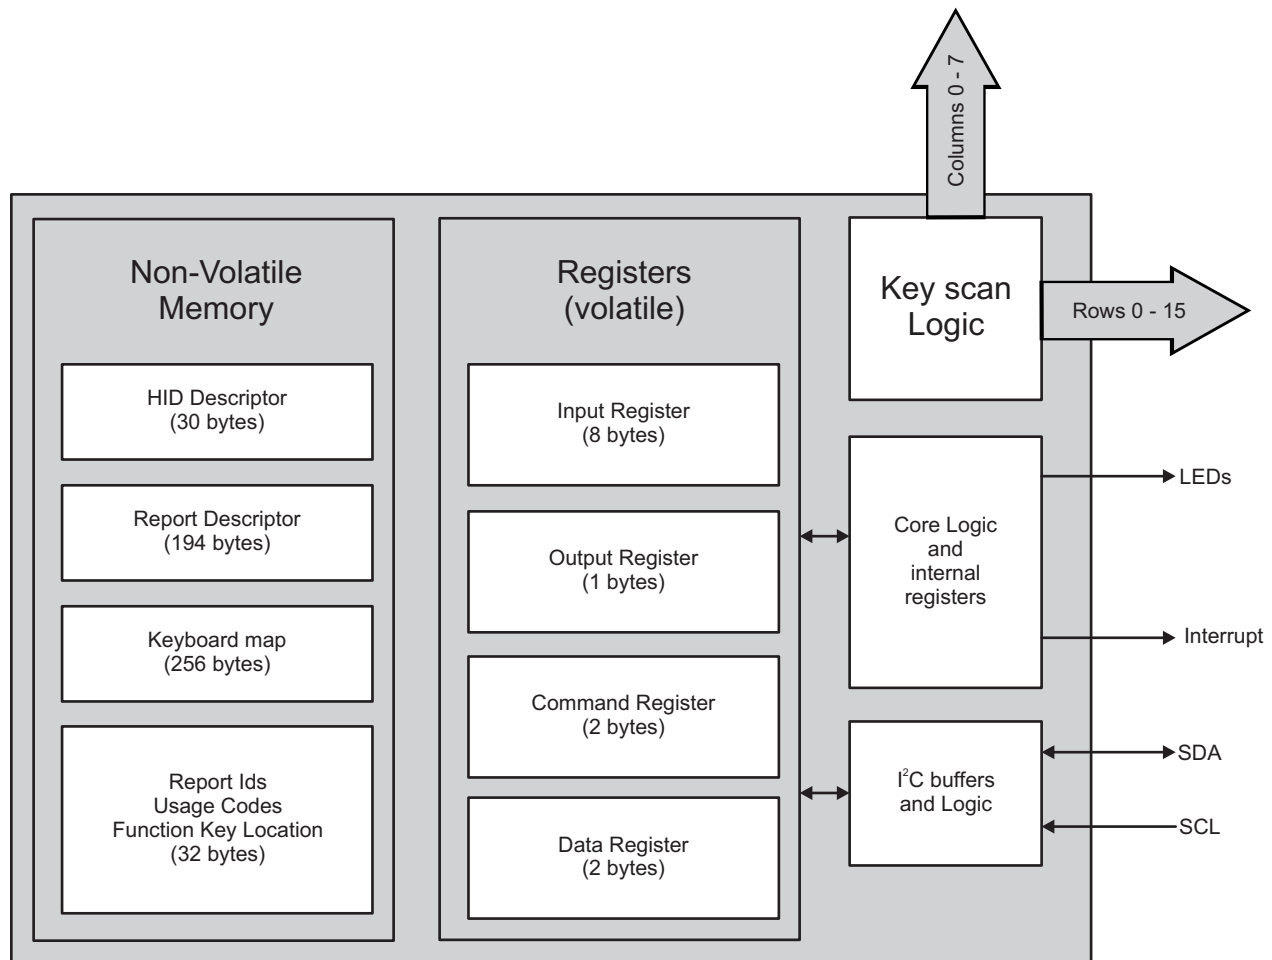 Columns 0 - 7
Non-Volatile
Memory
HID Descriptor
(30 bytes)
Report Descriptor
(194 bytes)
Keyboard map
(256 bytes)
Report Ids
Usage Codes
Function Key Location
(32 bytes)
Registers
(volatile)
Input Register
(8 bytes)
Output Register
(1 bytes)
Command Register
(2 bytes)
Data Register
(2 bytes)
Key scan
Logic
Rows 0 - 15
Core Logic
and
internal
registers
LEDs
Interrupt
I²C buffers
and Logic
SDA
SCL